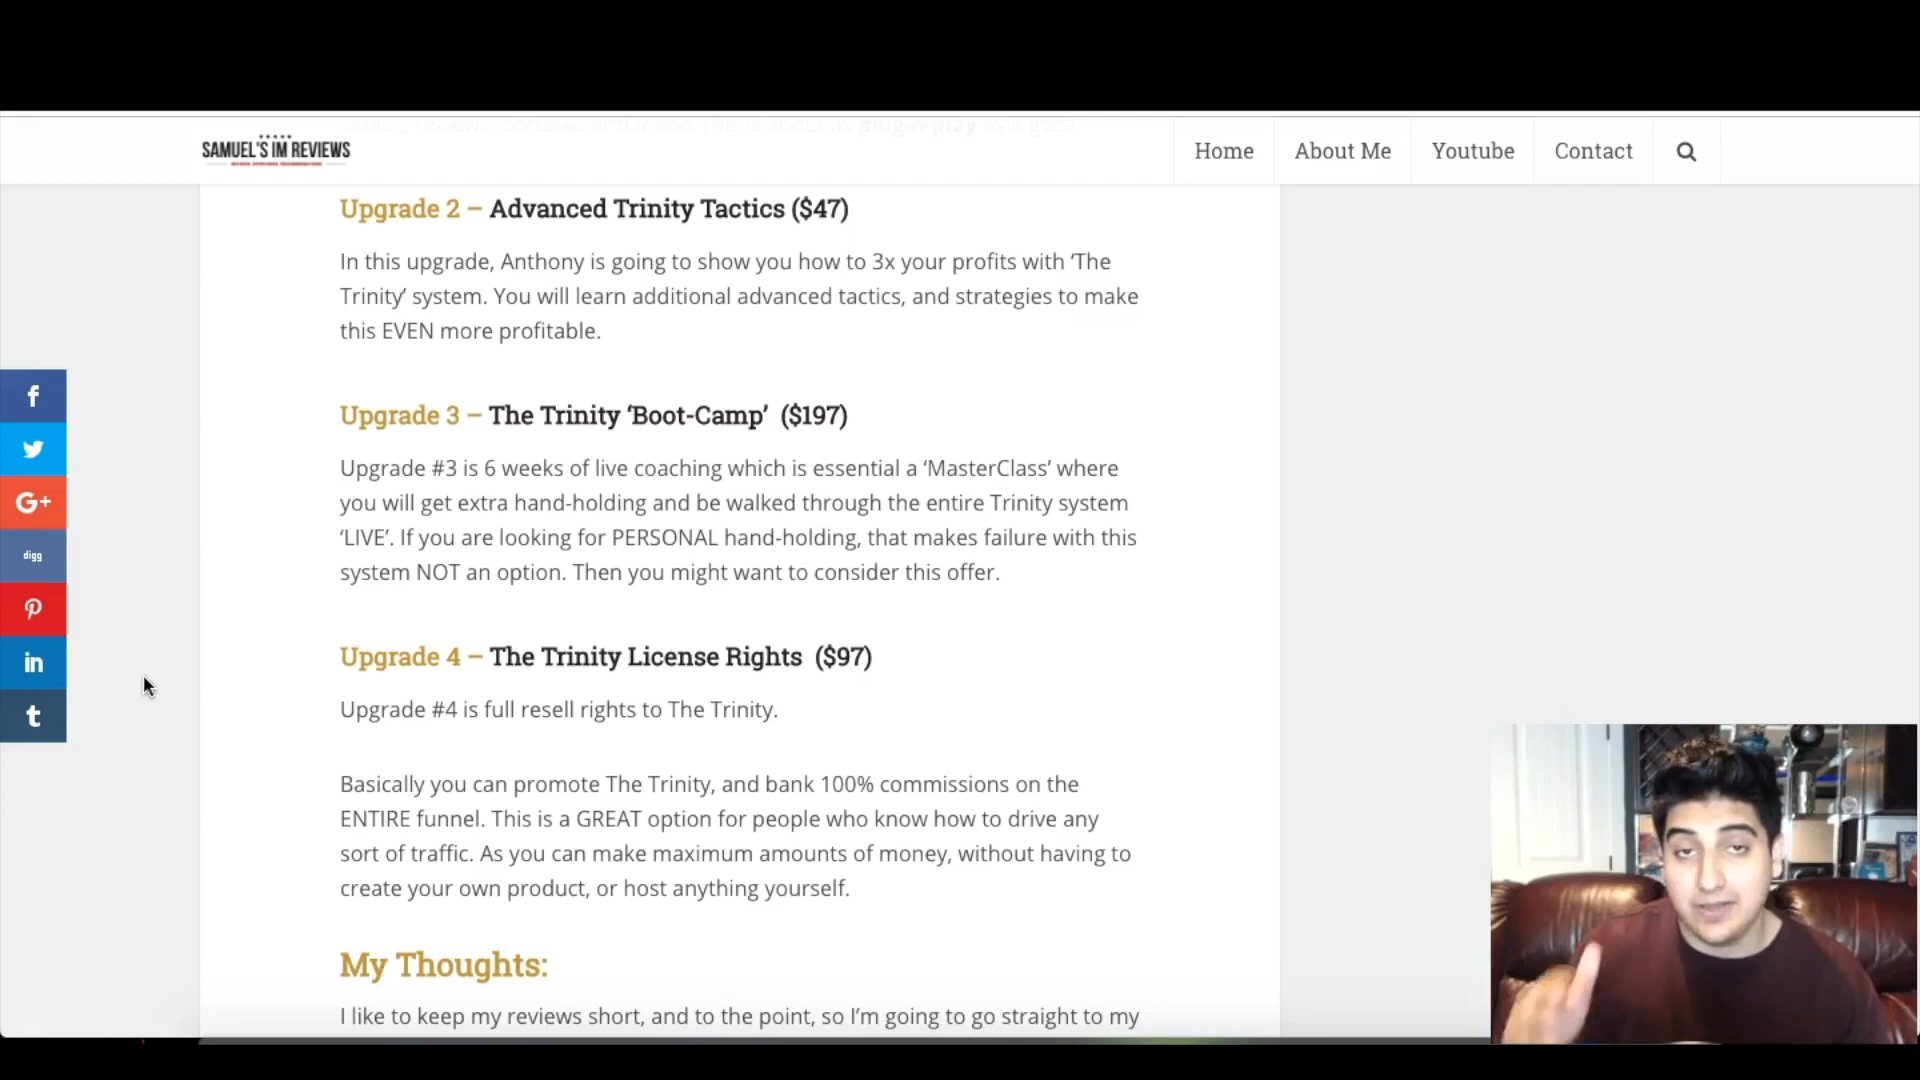 SAMUEL'S IM REVIEWS
Home
About Me
Youtube
Contact
Upgrade 2 – Advanced Trinity Tactics ($47)
In this upgrade, Anthony is going to show you how to 3x your profits with ‘The
Trinity’ system. You will learn additional advanced tactics, and strategies to make
this EVEN more profitable.
Upgrade 3 – The Trinity ‘Boot-Camp’ ($197)
Upgrade #3 is 6 weeks of live coaching which is essential a ‘MasterClass’ where
you will get extra hand-holding and be walked through the entire Trinity system
‘LIVE’. If you are looking for PERSONAL hand-holding, that makes failure with this
system NOT an option. Then you might want to consider this offer.
Upgrade 4 – The Trinity License Rights ($97)
Upgrade #4 is full resell rights to The Trinity.
Basically you can promote The Trinity, and bank 100% commissions on the
ENTIRE funnel. This is a GREAT option for people who know how to drive any
sort of traffic. As you can make maximum amounts of money, without having to
create your own product, or host anything yourself.
My Thoughts:
I like to keep my reviews short, and to the point, so I’m going to go straight to my
f
G+
digg
in
t